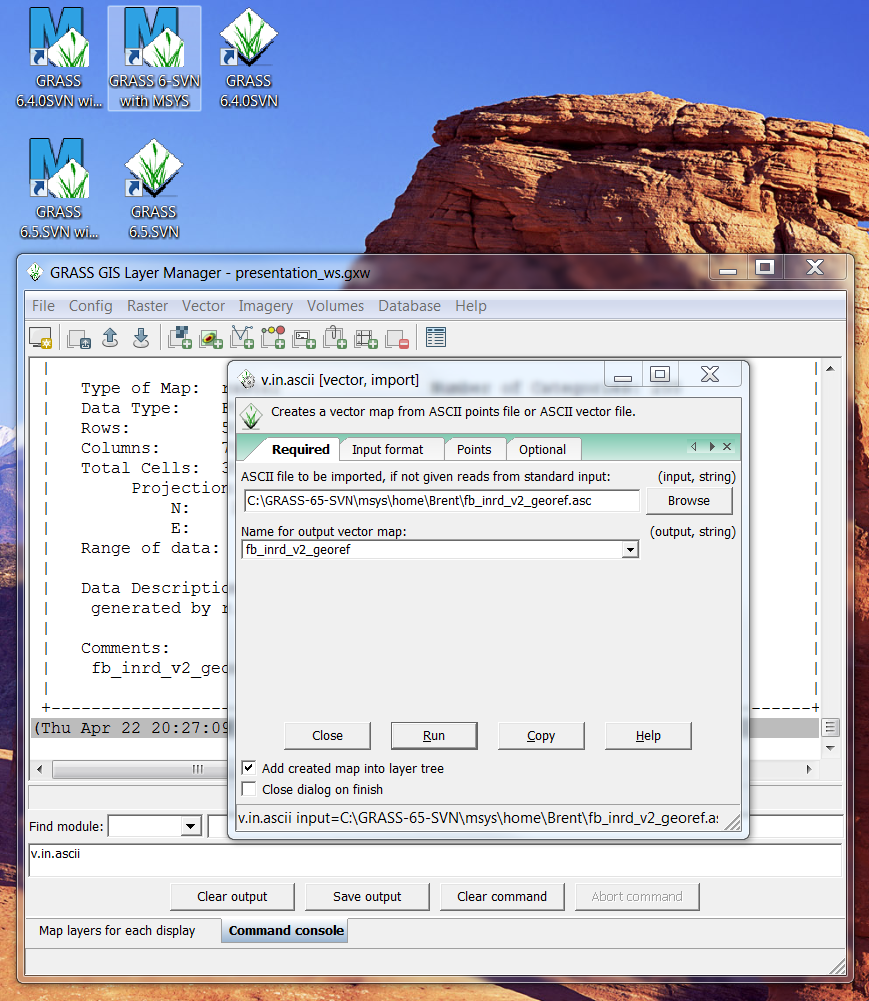 GRASS
6.4.0SVN wi...
GRASS 6-SVN
with MSYS
GRASS
6.4.0SVN
GRASS
6.5.SVN wi...
GRASS
6.5.SVN
GRASS GIS Layer Manager - presentation_ws.gxw
File Config Raster Vector Imagery Volumes Database Help
Type of Map:
Data Type:
Rows:
Columns:
Total Cells:
Projection
N:
E:
Range of data:
Data Descriptio
generated by r
Comments:
fb_inrd_v2_geo
(Thu Apr 22 20:27:09
v.in.ascii [vector, import]
Creates a vector map from ASCII points file or ASCII vector file.
Required Input format Points Optional
ASCII file to be imported, if not given reads from standard input: (input, string)
C:\GRASS-65-SVN\msys\home\Brent\fb_inrd_v2_georef.asc Browse
Name for output vector map: (output, string)
fb_inrd_v2_georef
Close Run Copy Help
Add created map into layer tree
Close dialog on finish
v.in.ascii input=C:\GRASS-65-SVN\msys\home\Brent\fb_inrd_v2_georef.as
Find module:
v.in.ascii
Clear output Save output Clear command Abort command
Map layers for each display Command console